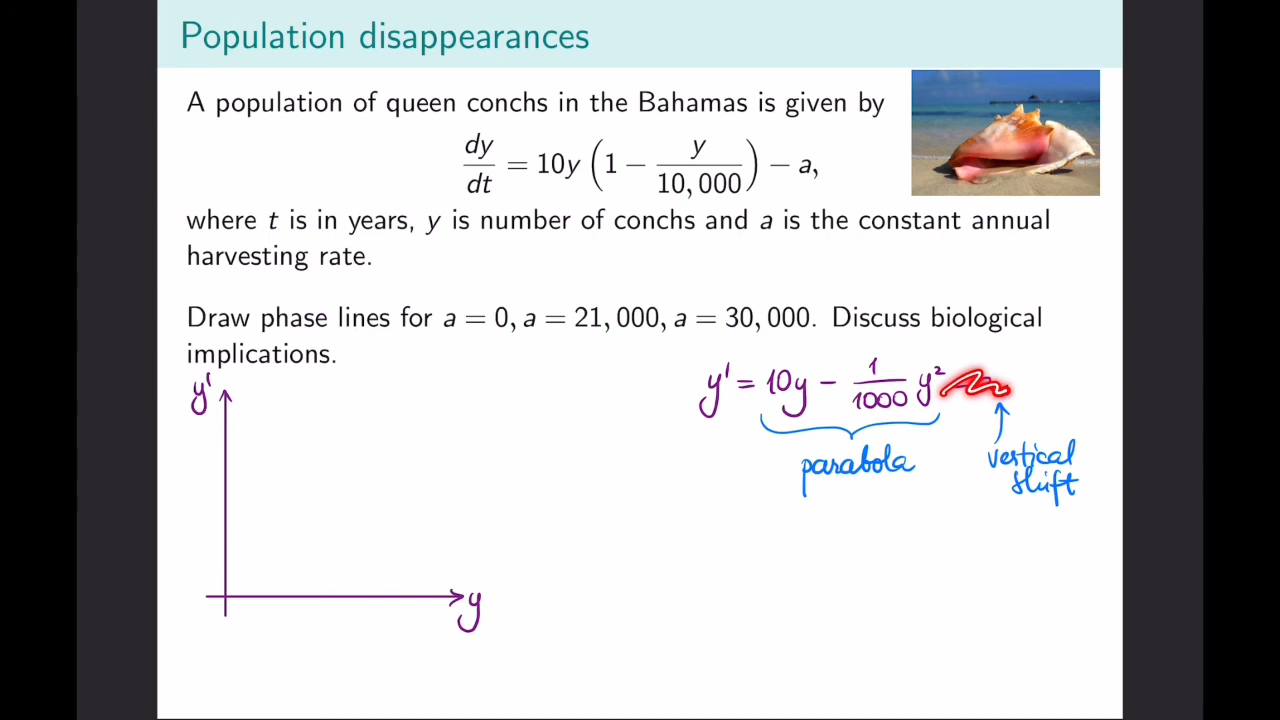 Population disappearances
A population of queen conchs in the Bahamas is given by
dy/dt = 10y (1 − y/10,000) − a,
where t is in years, y is number of conchs and a is the constant annual
harvesting rate.
Draw phase lines for a = 0, a = 21,000, a = 30,000. Discuss biological
implications.
y'
y' = 10y − 1/1000 y²
parabola
vertical
shift
y